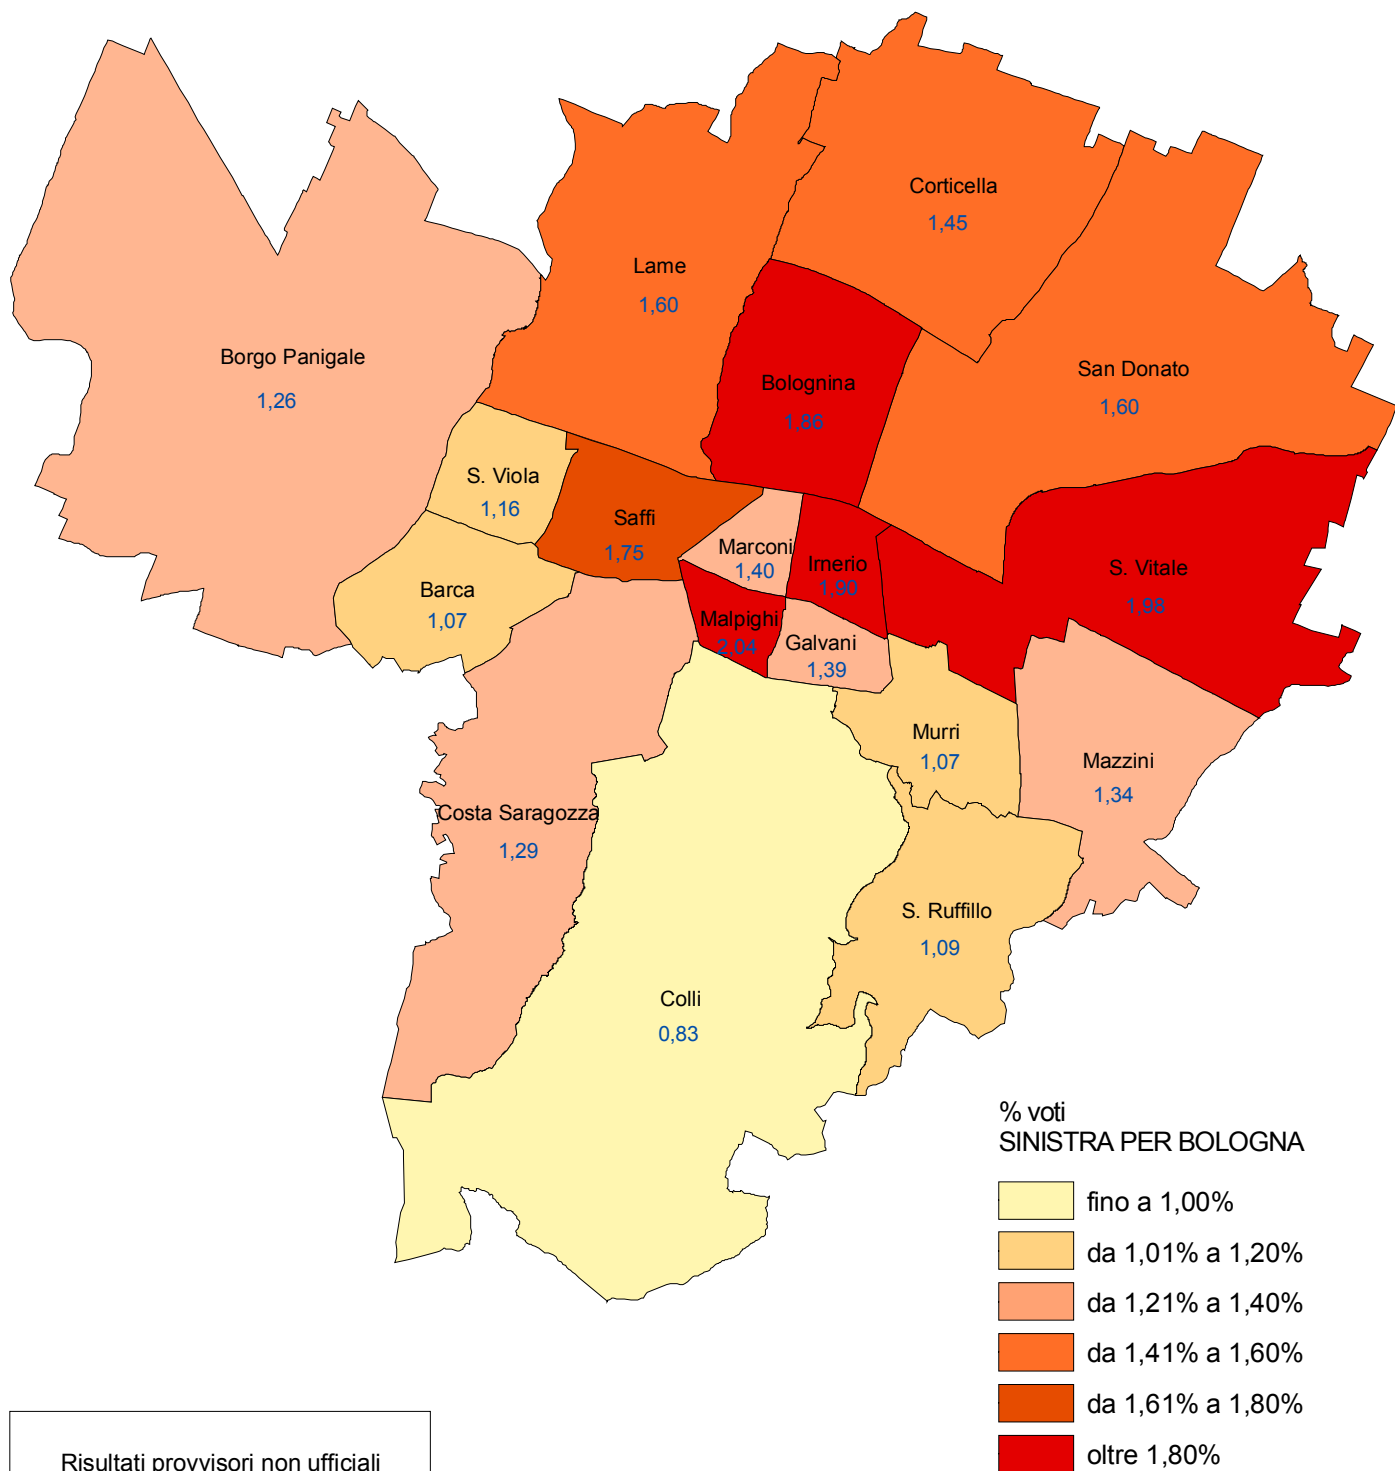 Corticella
1,45
Lame
1,60
Borgo Panigale
1,26
Bolognina
1,86
San Donato
1,60
S. Viola
1,16
Saffi
1,75
Marconi
1,40
Irnerio
1,90
S. Vitale
1,98
Barca
1,07
Malpighi
2,04
Galvani
1,39
Murri
1,07
Mazzini
1,34
Costa Saragozza
1,29
S. Ruffillo
1,09
Colli
0,83
% voti
SINISTRA PER BOLOGNA
fino a 1,00%
da 1,01% a 1,20%
da 1,21% a 1,40%
da 1,41% a 1,60%
da 1,61% a 1,80%
oltre 1,80%
Risultati provvisori non ufficiali